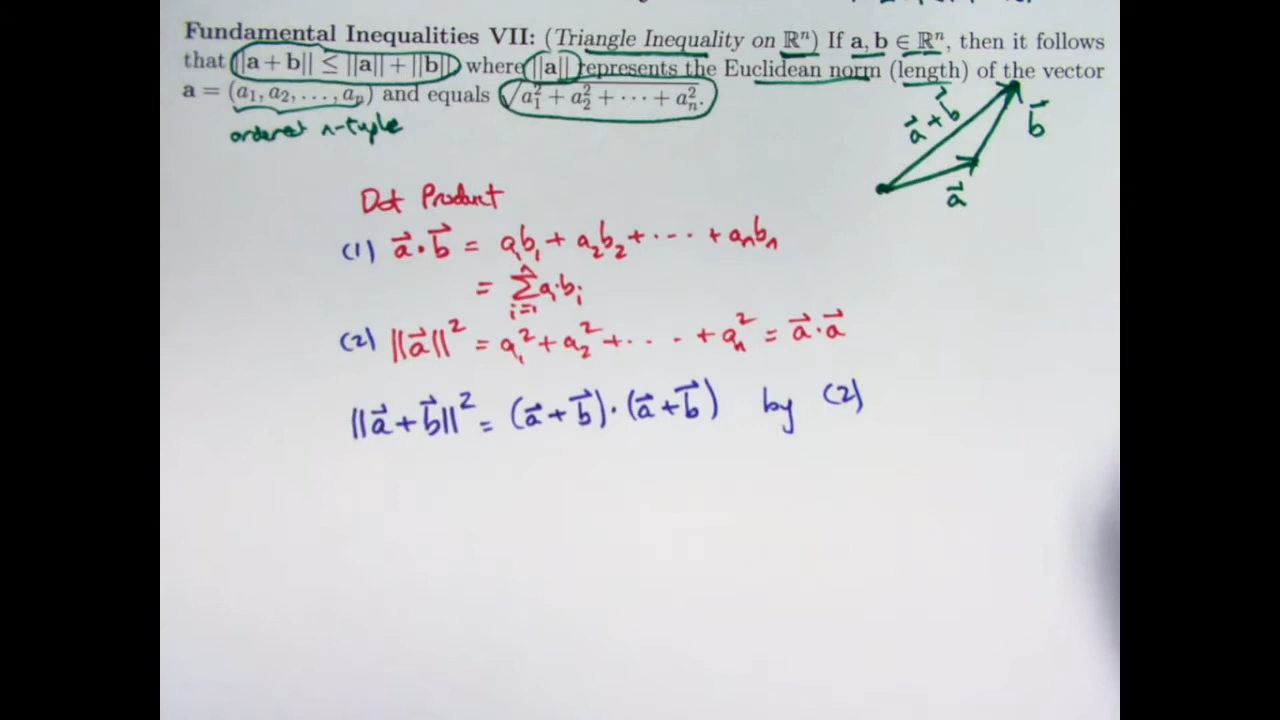 Fundamental Inequalities VII: (Triangle Inequality on ℝⁿ) If a, b ∈ ℝⁿ, then it follows
that ||a + b|| ≤ ||a|| + ||b|| where ||a|| represents the Euclidean norm (length) of the vector
a = (a₁, a₂, . . . , aₙ) and equals √(a₁² + a₂² + · · · + aₙ²).
ordered n-tuple
a⃗ + b⃗
b⃗
a⃗
Dot Product
(1) a⃗ · b⃗ = a₁b₁ + a₂b₂ + · · · · + aₙbₙ
= ∑ᵢ₌₁ⁿ aᵢbᵢ
(2) ||a⃗||² = a₁² + a₂² + · · · · + aₙ² = a⃗ · a⃗
||a⃗ + b⃗||² = (a⃗ + b⃗) · (a⃗ + b⃗) by (2)